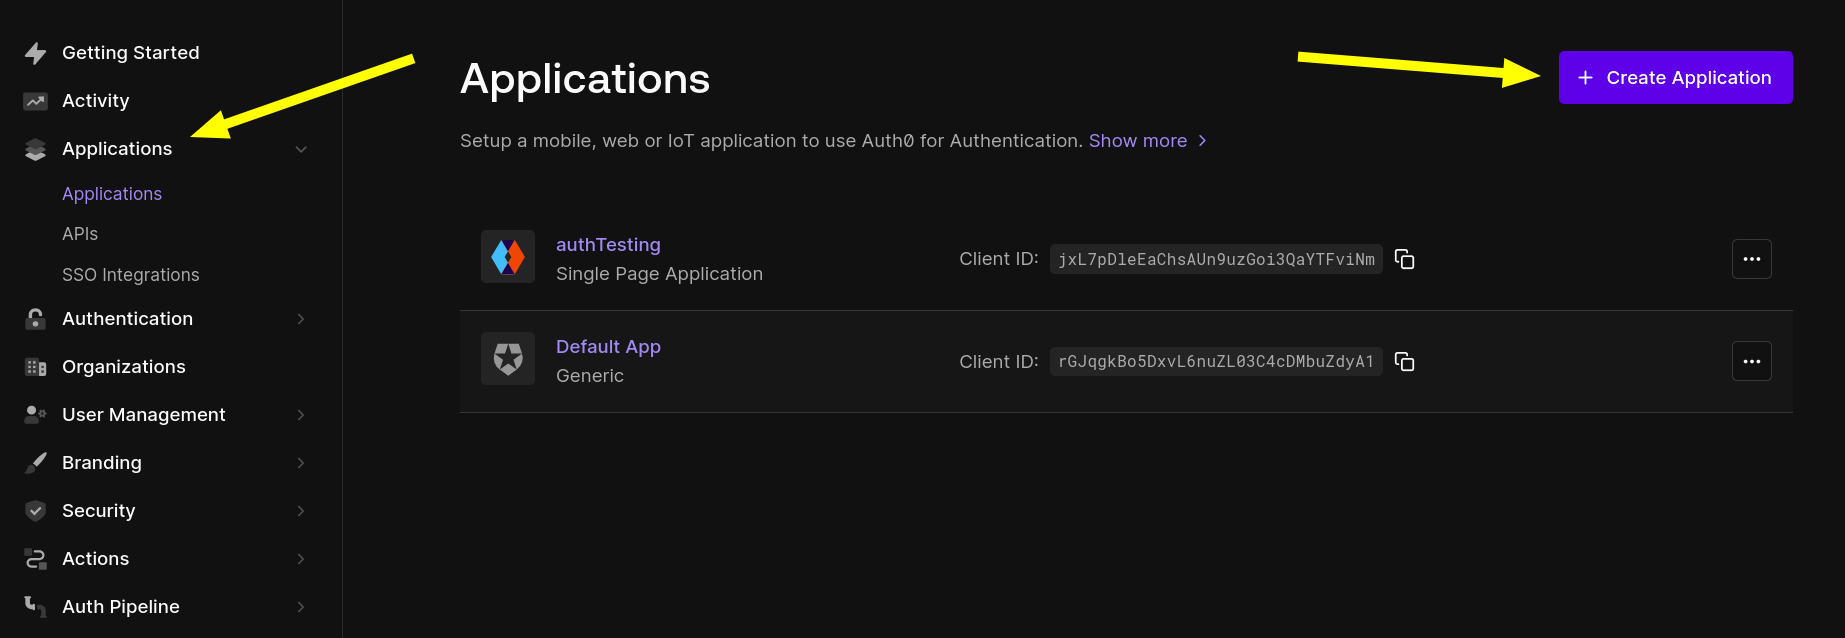 Getting Started
Activity
Applications
Applications
APIs
SSO Integrations
Authentication
Organizations
User Management
Branding
Security
Actions
Auth Pipeline
Applications
+ Create Application
Setup a mobile, web or IoT application to use Auth0 for Authentication. Show more >
authTesting
Single Page Application
Client ID: jxL7pDleEaChsAUn9uzGoi3QaYTFviNm
Default App
Generic
Client ID: rGJqgkBo5DxvL6nuZL03C4cDMbuZdyA1